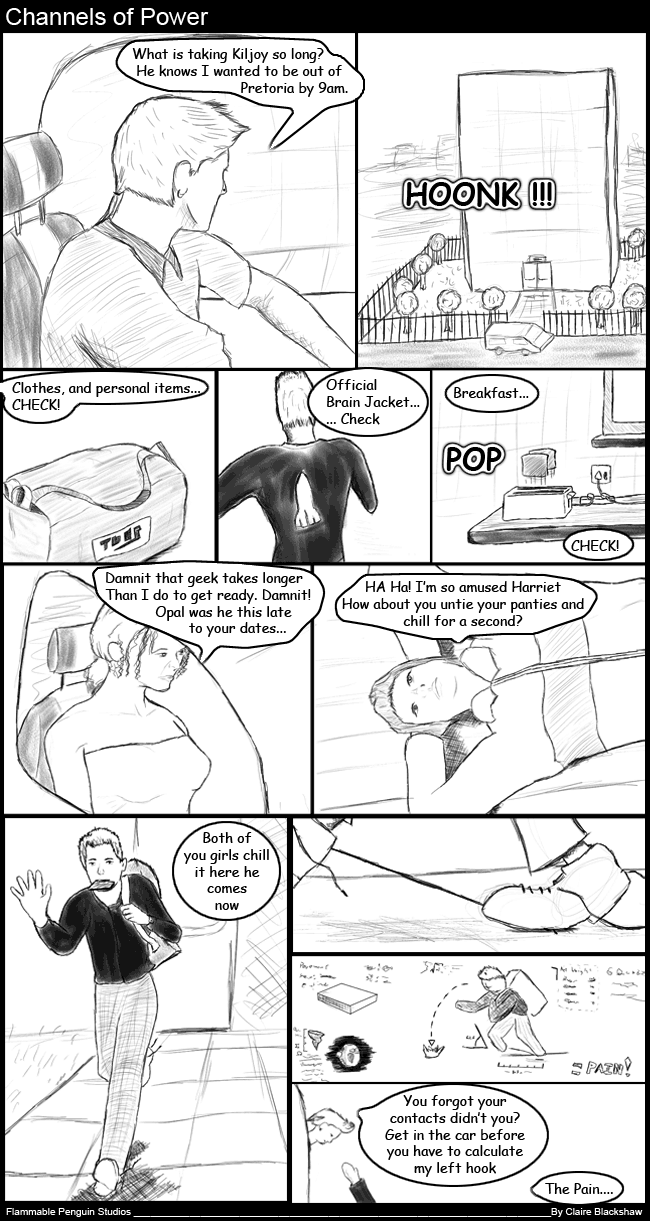 Channels of Power
What is taking Kiljoy so long?
He knows I wanted to be out of
Pretoria by 9am.
HOONK !!!
Clothes, and personal items...
CHECK!
Official
Brain Jacket...
... Check
Breakfast...
POP
CHECK!
Damnit that geek takes longer
Than I do to get ready. Damnit!
Opal was he this late
to your dates...
HA Ha! I'm so amused Harriet
How about you untie your panties and
chill for a second?
Both of
you girls chill
it here he
comes
now
= PAIN!
You forgot your
contacts didn't you?
Get in the car before
you have to calculate
my left hook
The Pain....
Flammable Penguin Studios
By Claire Blackshaw